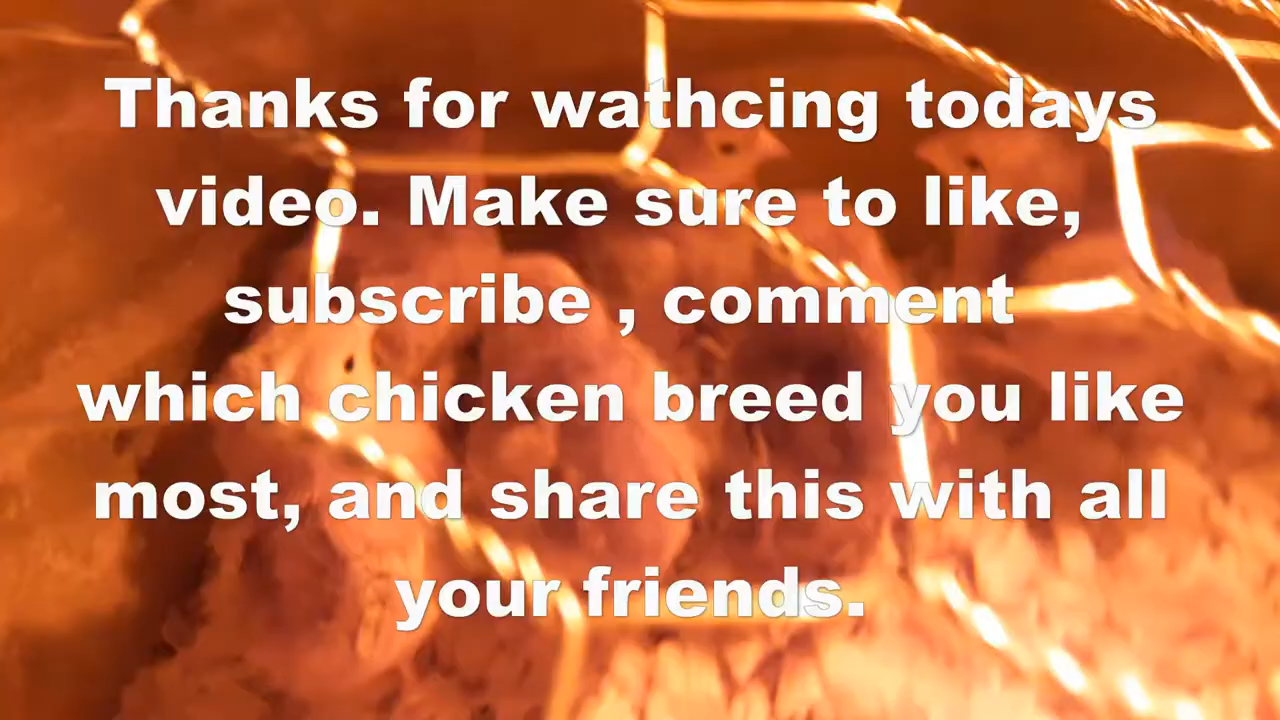 Thanks for wathcing todays
video. Make sure to like,
subscribe , comment
which chicken breed you like
most, and share this with all
your friends.